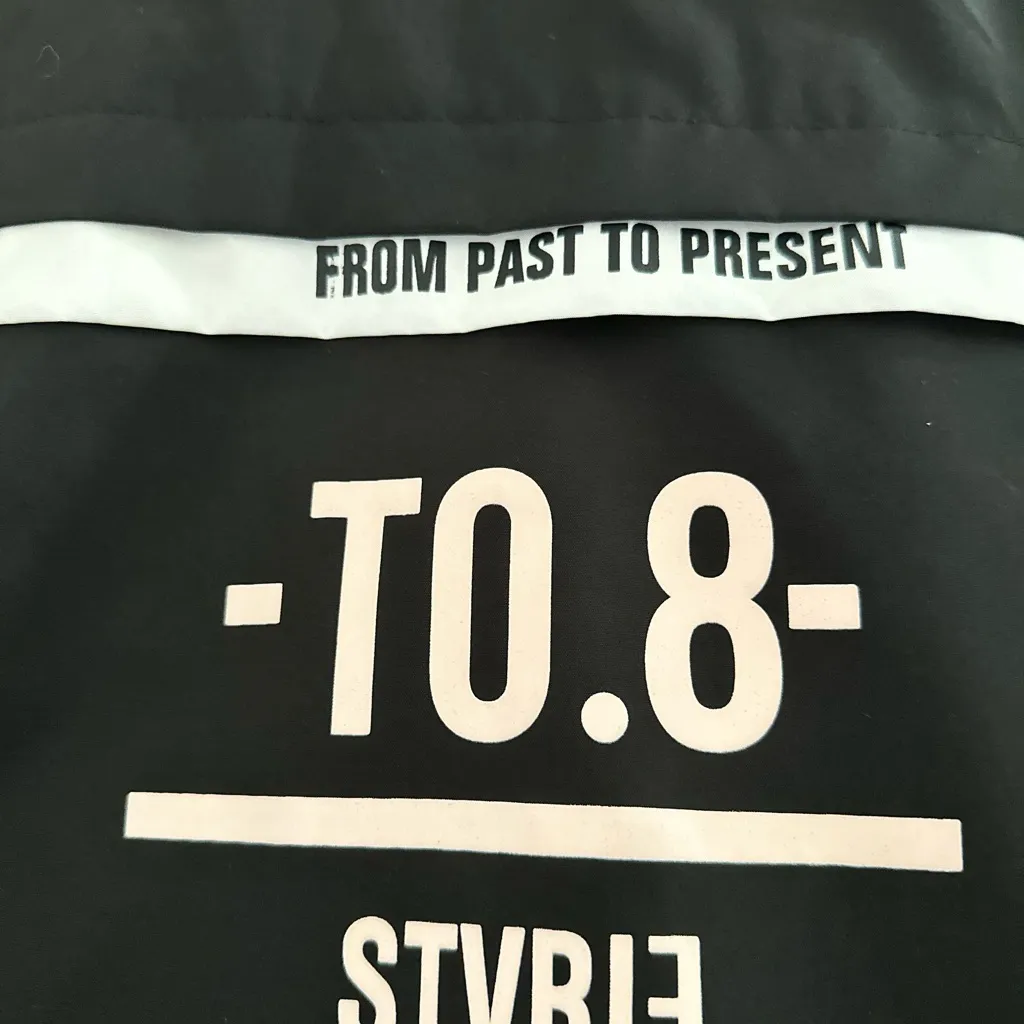 FROM PAST TO PRESENT
-TO.8-